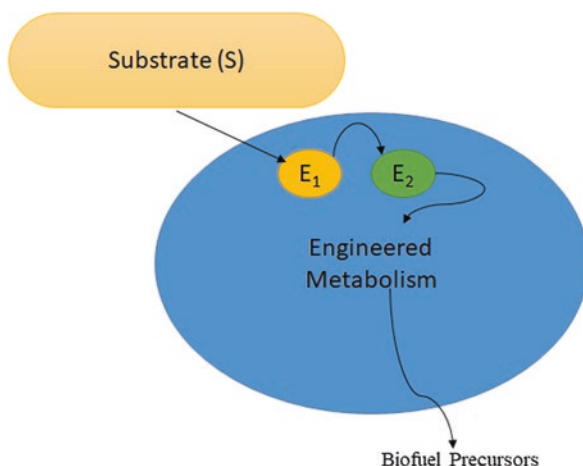 Substrate (S)
E₁
E₂
Engineered
Metabolism
Biofuel Precursors